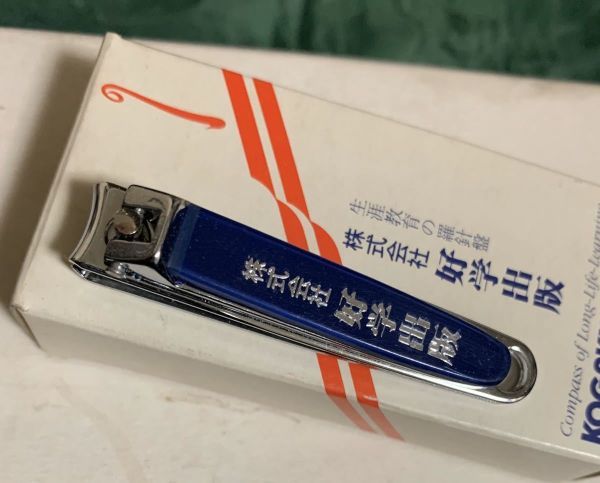 生涯教育の羅針盤
株式会社
好学出版
Compass of Long-Life-Learning
株式会社 好学出版